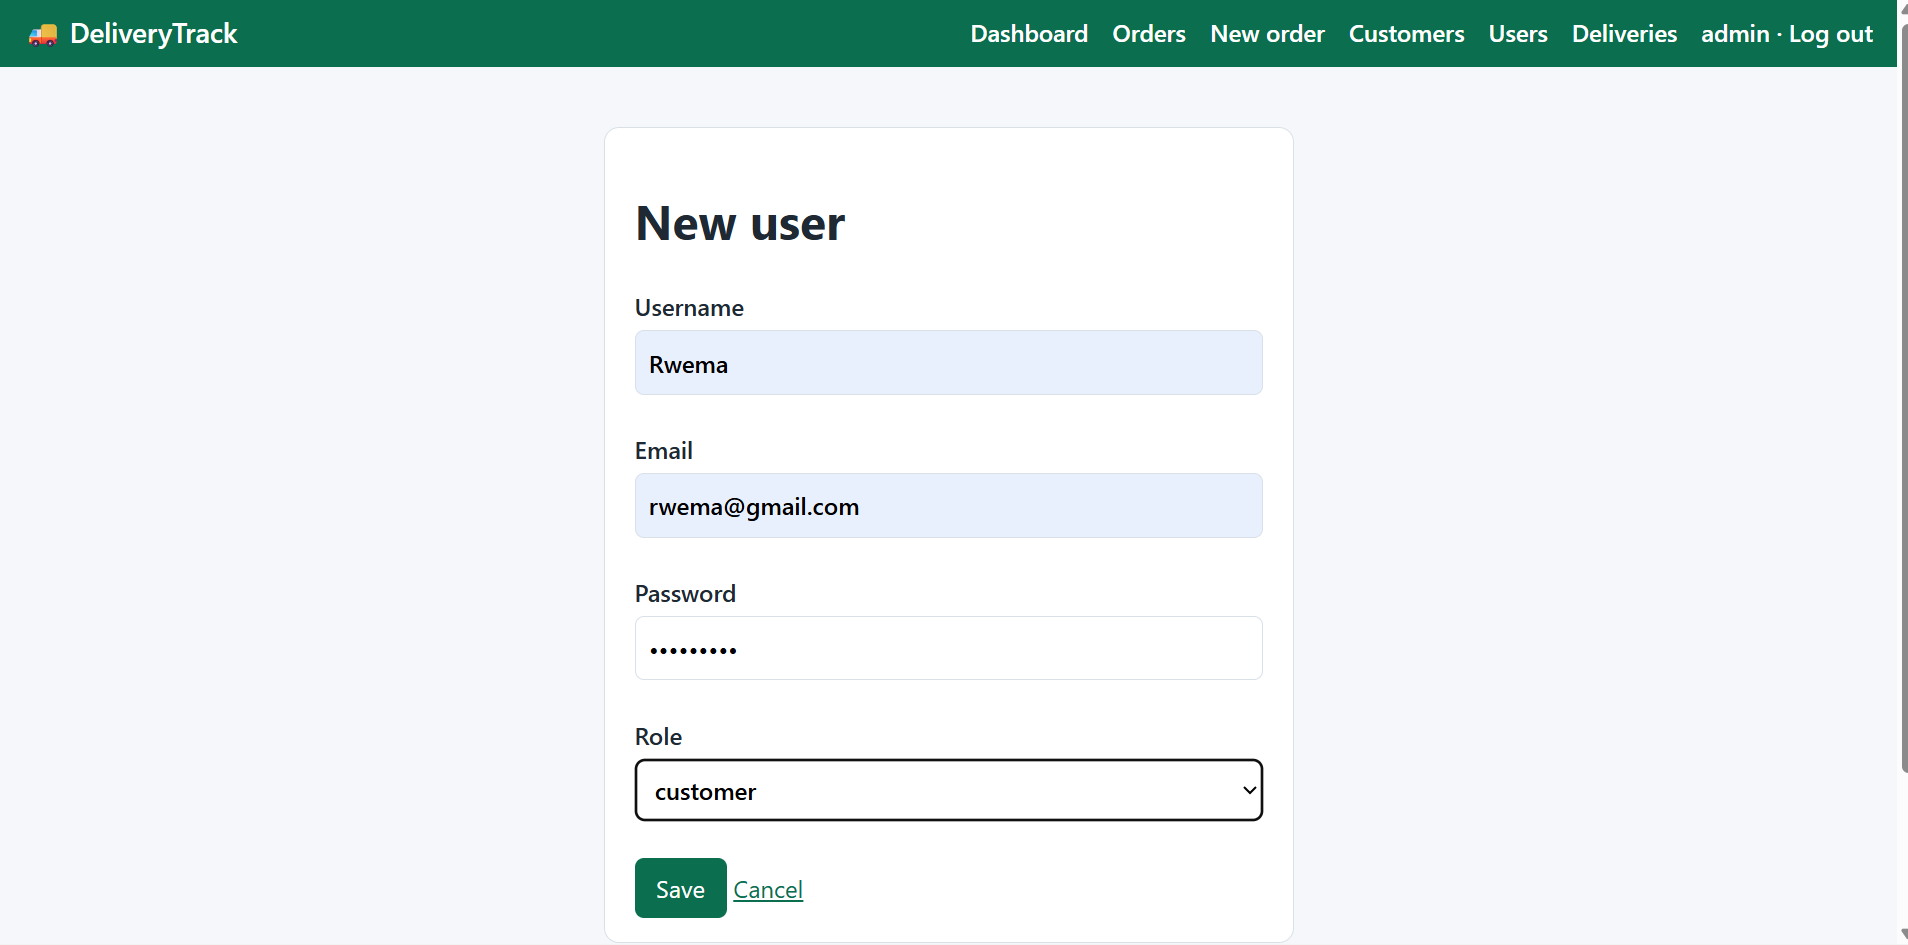 DeliveryTrack Dashboard Orders New order Customers Users Deliveries admin · Log out
New user
Username
Rwema
Email
rwema@gmail.com
Password
•••••••••
Role
customer
Save Cancel